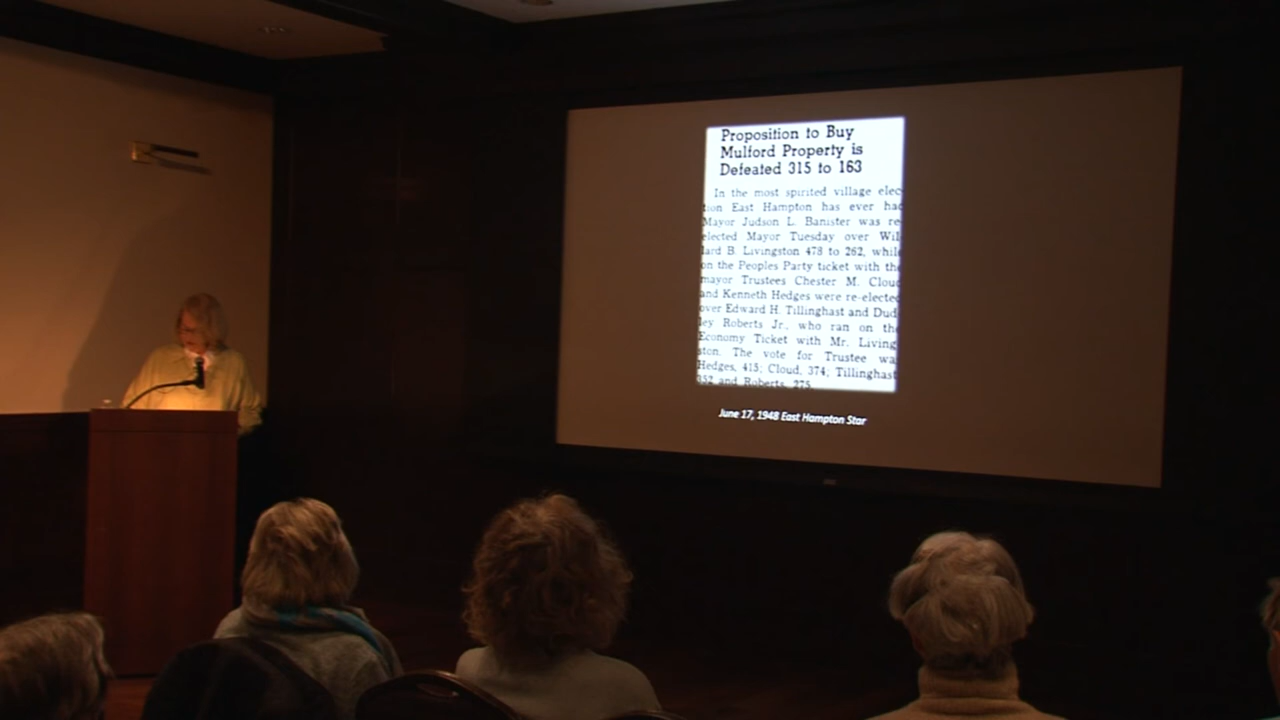 Proposition to Buy
Mulford Property is
Defeated 315 to 163
In the most spirited village elec
tion East Hampton has ever had
Mayor Judson L. Banister was re
elected Mayor Tuesday over Wil
lard B. Livingston 478 to 262, while
on the Peoples Party ticket with the
mayor Trustees Chester M. Cloud
and Kenneth Hedges were re-elected
over Edward H. Tillinghast and Dud
ley Roberts Jr., who ran on the
Economy Ticket with Mr. Living
ston. The vote for Trustee wa
Hedges, 415; Cloud, 374; Tillinghast
352 and Roberts, 275.
June 17, 1948 East Hampton Star